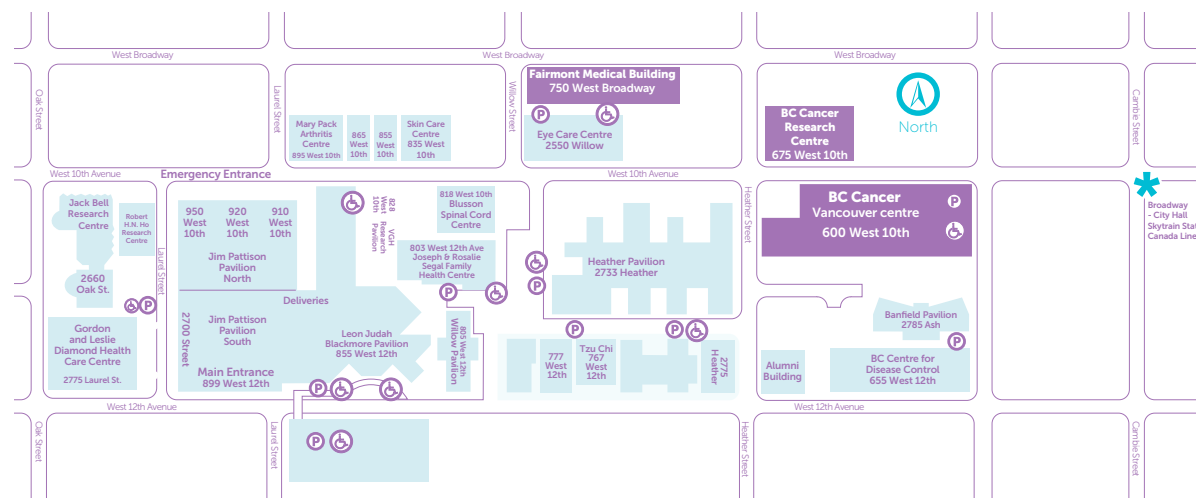 West Broadway
West Broadway
West Broadway
Oak Street
Laurel Street
Willow Street
Cambie Street
Fairmont Medical Building
750 West Broadway
P
Eye Care Centre
2550 Willow
Mary Pack
Arthritis
Centre
895 West 10th
865
West
10th
855
West
10th
Skin Care
Centre
835 West
10th
BC Cancer
Research
Centre
675 West 10th
North
West 10th Avenue
Emergency Entrance
West 10th Avenue
Jack Bell
Research
Centre
Robert
H.N. Ho
Research
Centre
2660
Oak St.
P
Gordon
and Leslie
Diamond Health
Care Centre
2775 Laurel St.
Laurel Street
950
West
10th
920
West
10th
910
West
10th
Jim Pattison
Pavilion
North
828
West
10th
VGH
Research
Pavilion
818 West 10th
Blusson
Spinal Cord
Centre
803 West 12th Ave
Joseph & Rosalie
Segal Family
Health Centre
P
Deliveries
2700 Street
Jim Pattison
Pavilion
South
Main Entrance
899 West 12th
Leon Judah
Blackmore Pavilion
855 West 12th
805 West 12th
Willow Pavilion
P
P
Heather Pavilion
2733 Heather
P
P
777
West
12th
Tzu Chi
767
West
12th
2775
Heather
Heather Street
BC Cancer
Vancouver centre
600 West 10th
P
Broadway
- City Hall
Skytrain Stat
Canada Line
Banfield Pavilion
2785 Ash
P
Alumni
Building
BC Centre for
Disease Control
655 West 12th
West 12th Avenue
West 12th Avenue
Oak Street
Laurel Street
P
Heather Street
Cambie Street